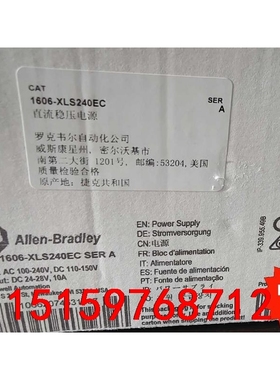 CAT
1606-XLS240EC
SER
A
直流稳压电源
罗克韦尔自动化公司
威斯康星州, 密尔沃基市
南第二大街 1201号, 邮编:53204,美国
质量检验合格
原产地: 捷克共和国
Allen-Bradley
1606-XLS240EC SER A
AC 100-240V, DC 110-150V
DC 24-28V, 10A
EN: Power Supply
DE: Stromversorgung
CN: 电源
FR: Bloc d'alimentation
IT: Alimentatore
ES: Fuente de Alimentación
PT: Fonte de alimentação
15159768712